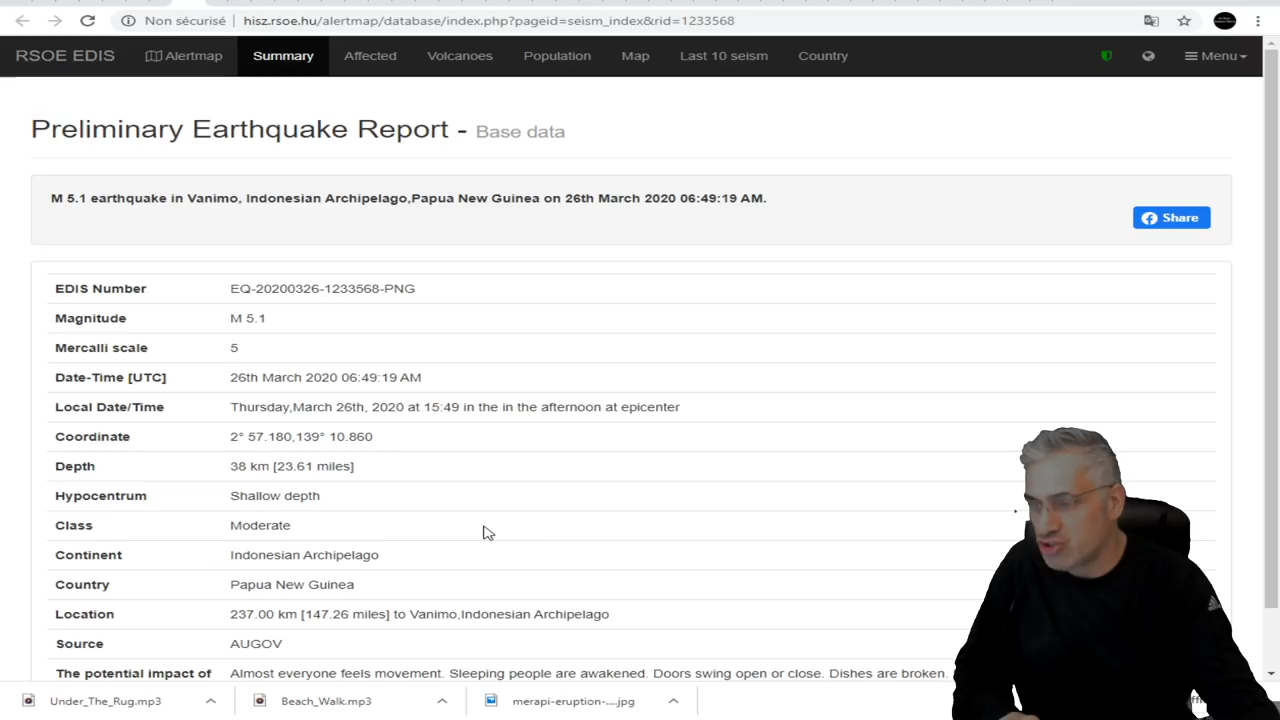 Non sécurisé | hisz.rsoe.hu/alertmap/database/index.php?pageid=seism_index&rid=1233568
RSOE EDIS Alertmap Summary Affected Volcanoes Population Map Last 10 seism Country Menu
Preliminary Earthquake Report - Base data
M 5.1 earthquake in Vanimo, Indonesian Archipelago,Papua New Guinea on 26th March 2020 06:49:19 AM.
Share
EDIS Number EQ-20200326-1233568-PNG
Magnitude M 5.1
Mercalli scale 5
Date-Time [UTC] 26th March 2020 06:49:19 AM
Local Date/Time Thursday,March 26th, 2020 at 15:49 in the in the afternoon at epicenter
Coordinate 2° 57.180,139° 10.860
Depth 38 km [23.61 miles]
Hypocentrum Shallow depth
Class Moderate
Continent Indonesian Archipelago
Country Papua New Guinea
Location 237.00 km [147.26 miles] to Vanimo,Indonesian Archipelago
Source AUGOV
The potential impact of Almost everyone feels movement. Sleeping people are awakened. Doors swing open or close. Dishes are broken.
Under_The_Rug.mp3 Beach_Walk.mp3 merapi-eruption-....jpg